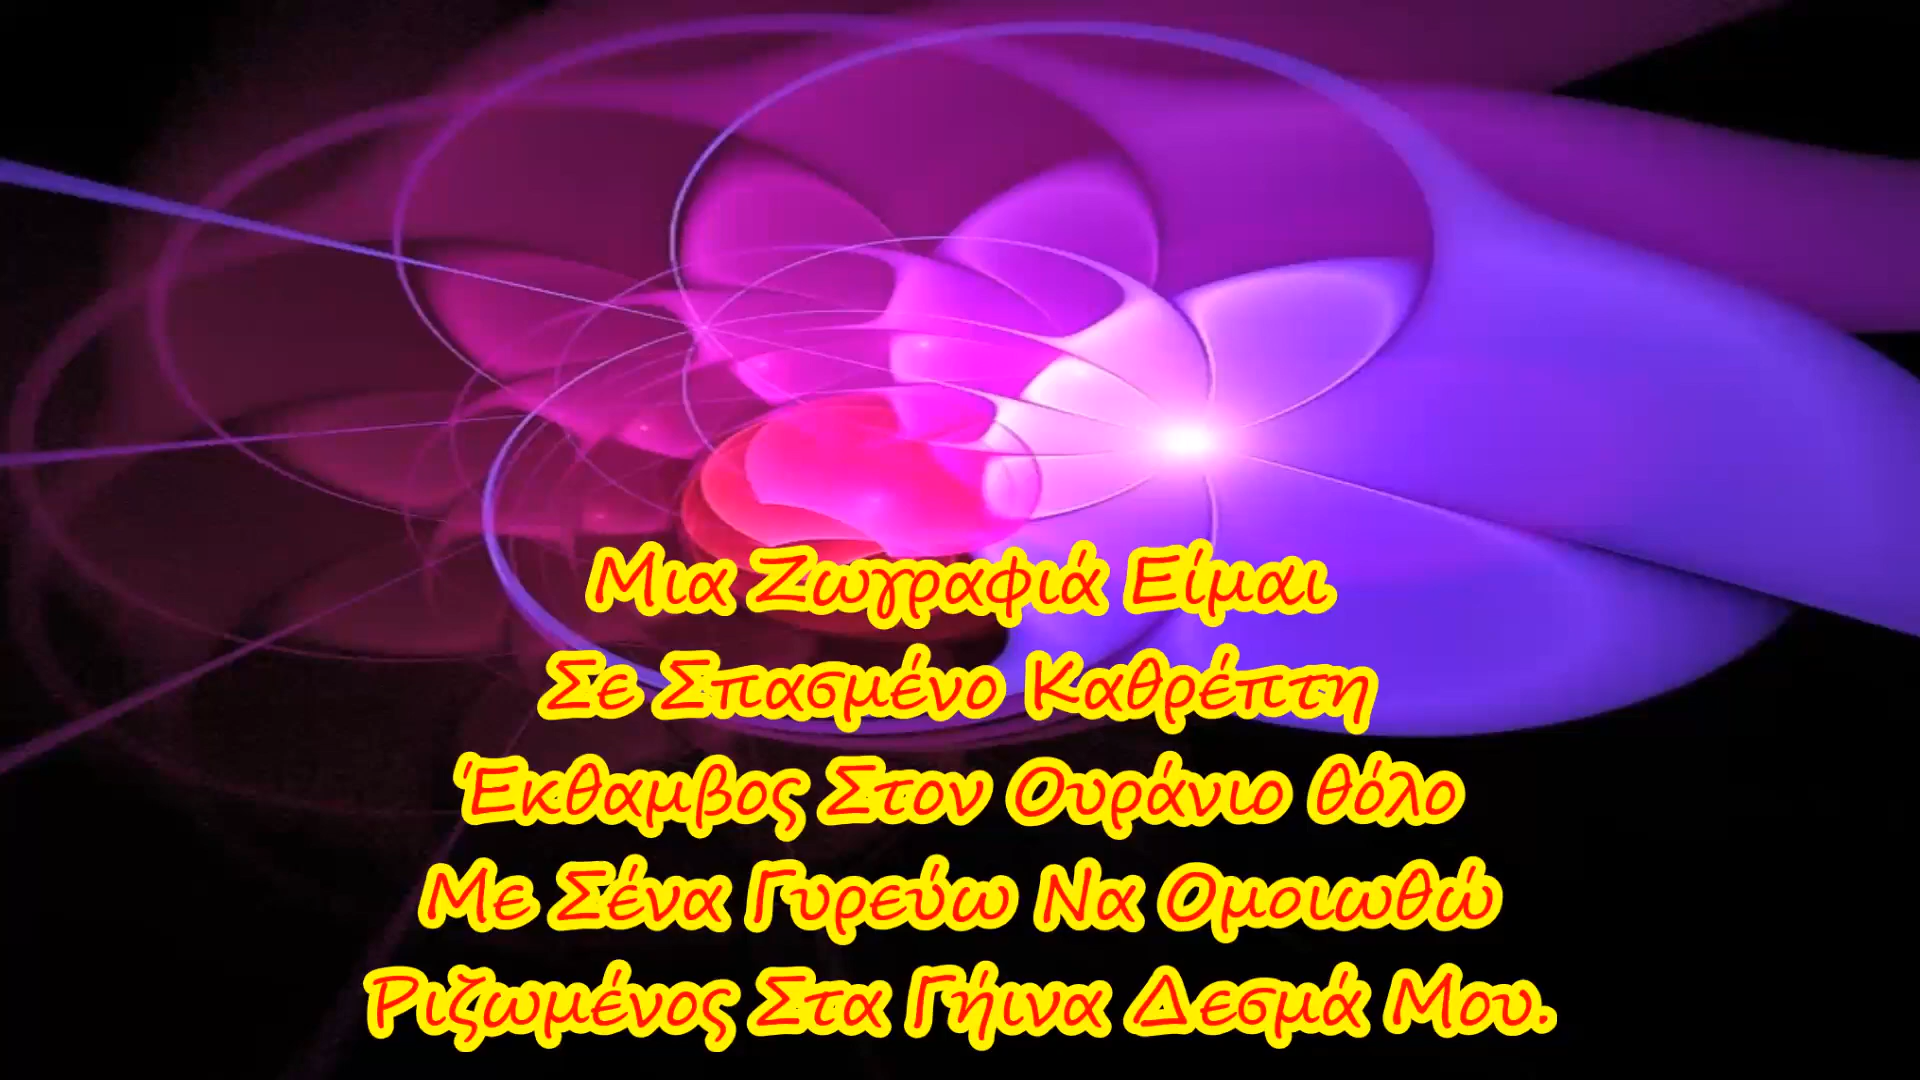 Μια Ζωγραφιά Είμαι
Σε Σπασμένο Καθρέπτη
Έκθαμβος Στον Ουράνιο θόλο
Με Σένα Γυρεύω Να Ομοιωθώ
Ριζωμένος Στα Γήινα Δεσμά Μου.